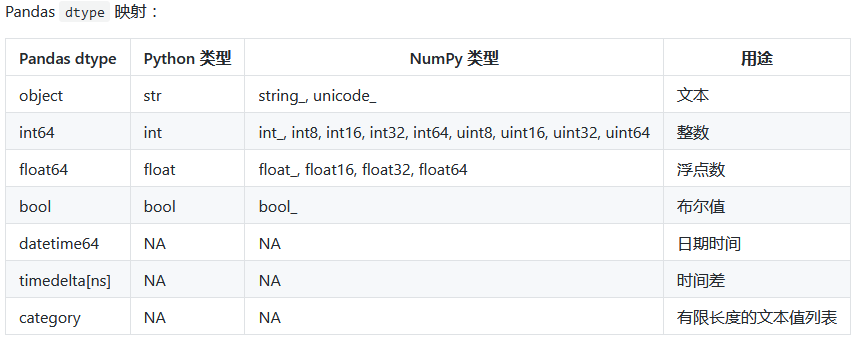 Pandas dtype 映射：
Pandas dtype Python 类型 NumPy 类型 用途
object str string_, unicode_ 文本
int64 int int_, int8, int16, int32, int64, uint8, uint16, uint32, uint64 整数
float64 float float_, float16, float32, float64 浮点数
bool bool bool_ 布尔值
datetime64 NA NA 日期时间
timedelta[ns] NA NA 时间差
category NA NA 有限长度的文本值列表